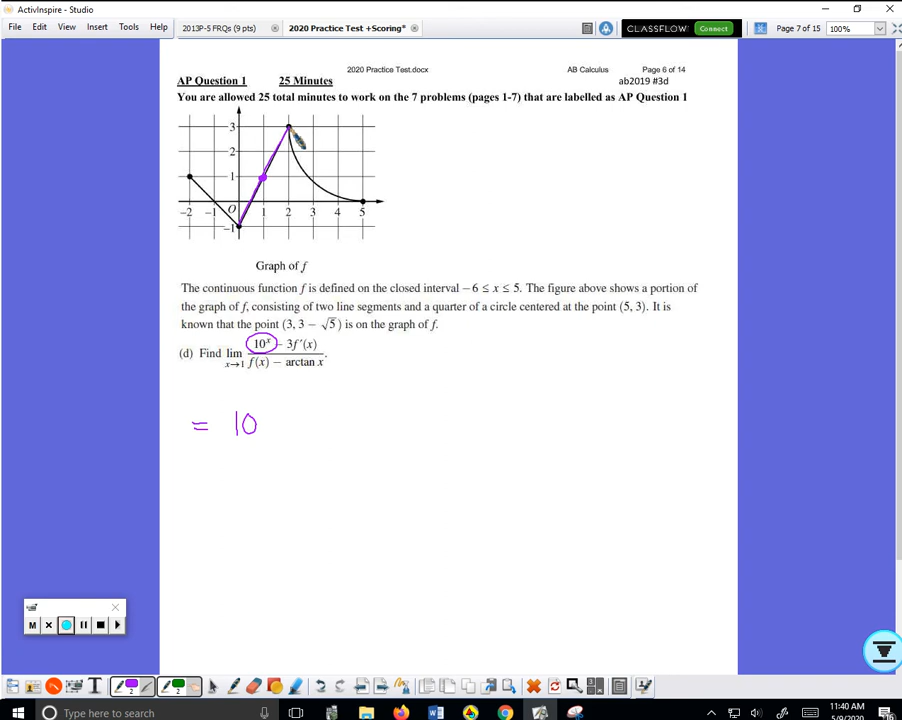 ActivInspire - Studio
File Edit View Insert Tools Help
2013P-5 FRQs (9 pts)
2020 Practice Test +Scoring*
CLASSFLOW Connect
Page 7 of 15
100%
2020 Practice Test.docx AB Calculus Page 6 of 14
AP Question 1 25 Minutes ab2019 #3d
You are allowed 25 total minutes to work on the 7 problems (pages 1-7) that are labelled as AP Question 1
3
2
1
-2 -1 O 1 2 3 4 5
-1
Graph of f
The continuous function f is defined on the closed interval −6 ≤ x ≤ 5. The figure above shows a portion of
the graph of f, consisting of two line segments and a quarter of a circle centered at the point (5, 3). It is
known that the point (3, 3 − √5) is on the graph of f.
(d) Find lim x→1 (10^x − 3f′(x)) / (f(x) − arctan x).
= 10
M
T
2
2
Type here to search
11:40 AM
5/9/2020
16